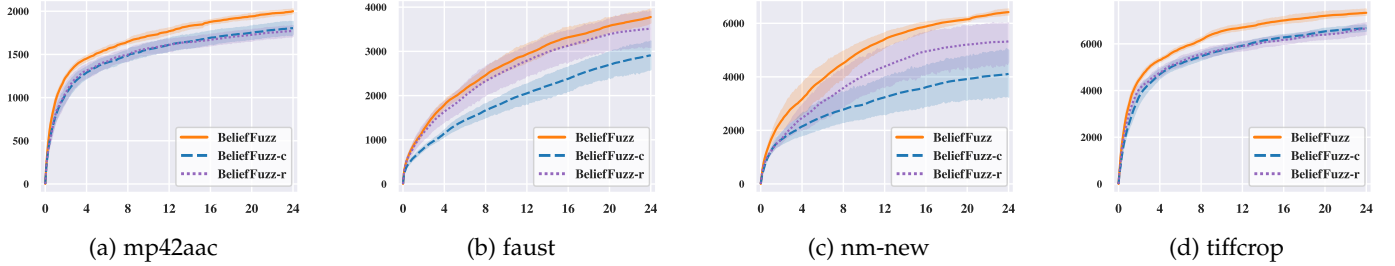 2000
1500
1000
500
0
BeliefFuzz
BeliefFuzz-c
BeliefFuzz-r
0 4 8 12 16 20 24
(a) mp42aac
4000
3000
2000
1000
0
BeliefFuzz
BeliefFuzz-c
BeliefFuzz-r
0 4 8 12 16 20 24
(b) faust
6000
4000
2000
0
BeliefFuzz
BeliefFuzz-c
BeliefFuzz-r
0 4 8 12 16 20 24
(c) nm-new
6000
4000
2000
0
BeliefFuzz
BeliefFuzz-c
BeliefFuzz-r
0 4 8 12 16 20 24
(d) tiffcrop